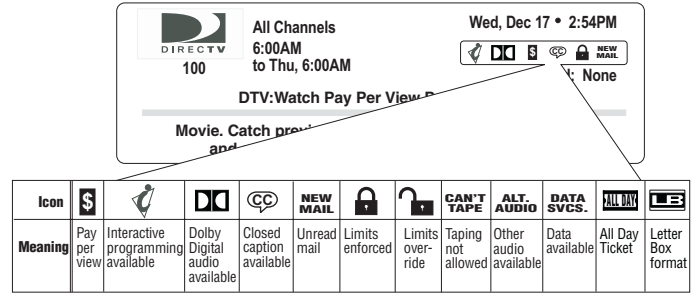 DIRECTV
100
All Channels
6:00AM
to Thu, 6:00AM
Wed, Dec 17 • 2:54PM
$ CC NEW MAIL
: None
DTV:Watch Pay Per View
Movie. Catch
and
Icon $ CC NEW MAIL CAN'T TAPE ALT. AUDIO DATA SVCS. ALL DAY LB
Meaning
Pay per view
Interactive programming available
Dolby Digital audio available
Closed caption available
Unread mail
Limits enforced
Limits over-ride
Taping not allowed
Other audio available
Data available
All Day Ticket
Letter Box format